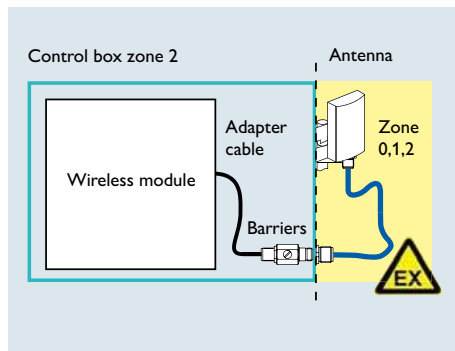 Control box zone 2
Antenna
Adapter
cable
Zone
0,1,2
Wireless module
Barriers
EX